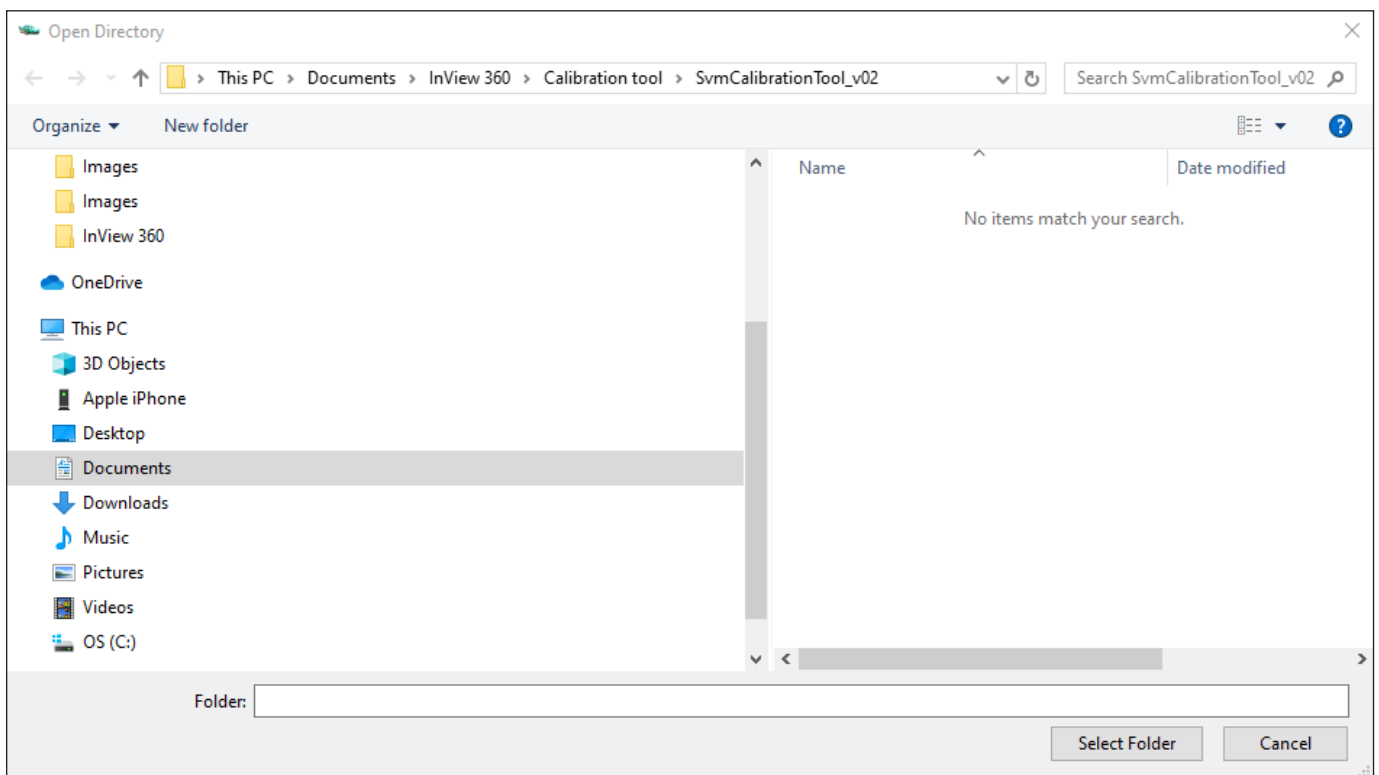 Open Directory
This PC > Documents > InView 360 > Calibration tool > SvmCalibrationTool_v02
Search SvmCalibrationTool_v02
Organize
New folder
Images
Images
InView 360
OneDrive
This PC
3D Objects
Apple iPhone
Desktop
Documents
Downloads
Music
Pictures
Videos
OS (C:)
Name
Date modified
No items match your search.
Folder:
Select Folder
Cancel